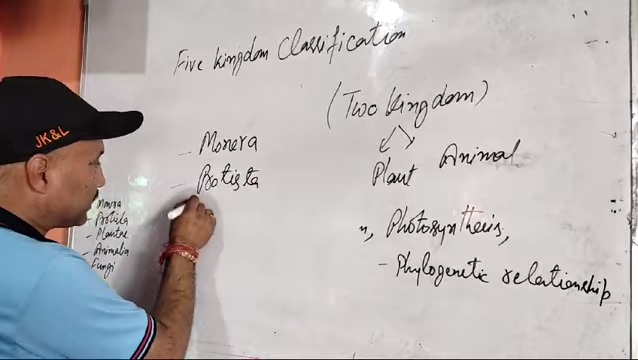 Five Kingdom Classification
(Two Kingdom)
Plant Animal
Photosynthesis,
- Phylogenetic relationship
- Monera
- Protista
JK&L
- Monera
- Protista
- Plantae
- Animalia
Fungi